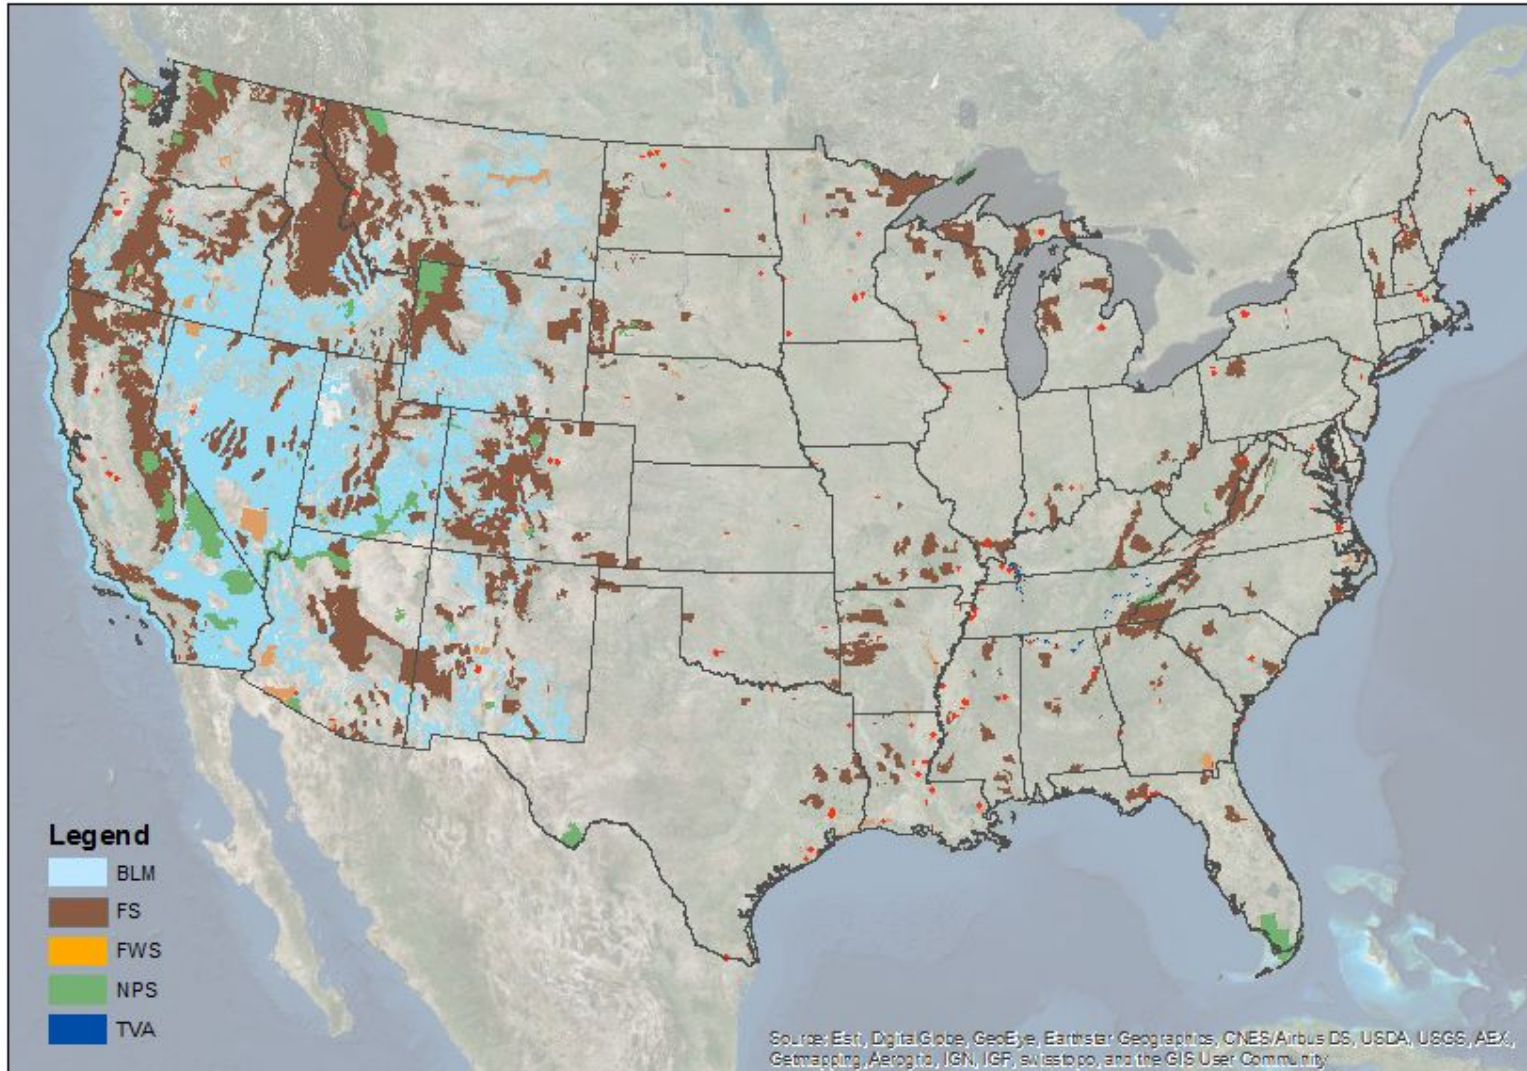 Legend
BLM
FS
FWS
NPS
TVA
Source: Esri, DigitalGlobe, GeoEye, Earthstar Geographics, CNES/Airbus DS, USDA, USGS, AEX,
Getmapping, Aerogrid, IGN, IGP, swisstopo, and the GIS User Community